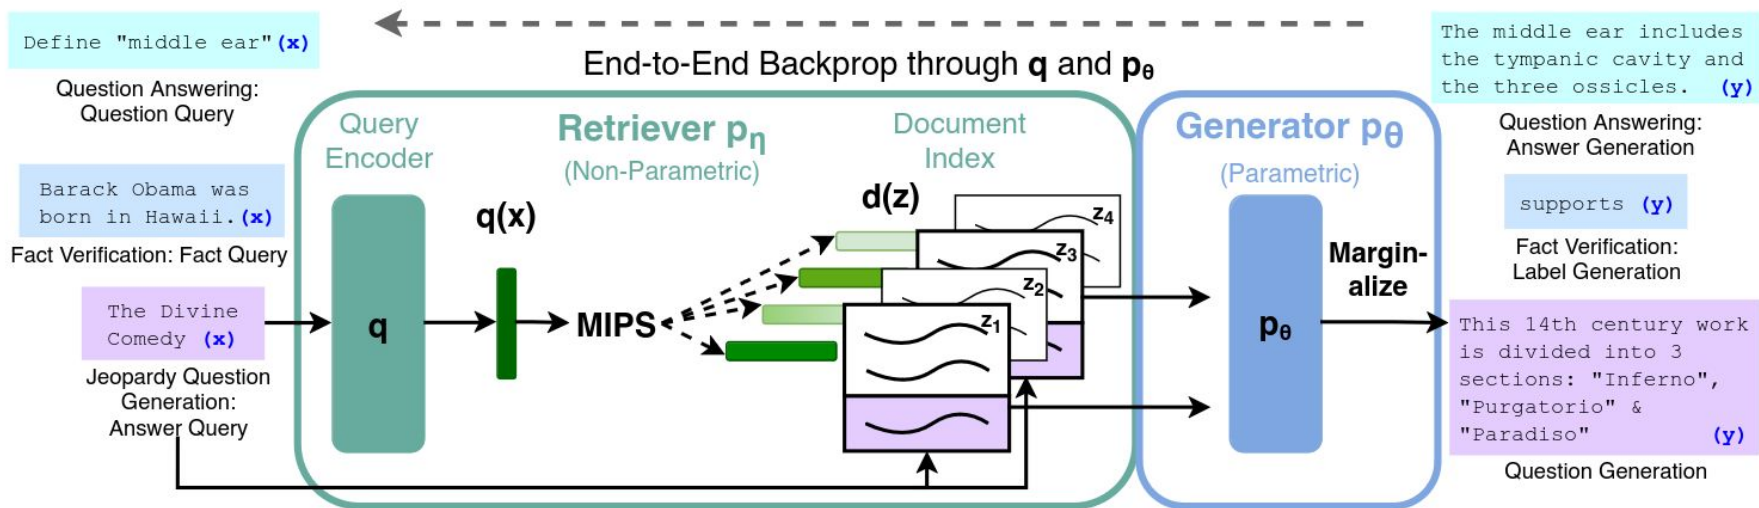 Define "middle ear" (x)
Question Answering:
Question Query
Barack Obama was
born in Hawaii. (x)
Fact Verification: Fact Query
The Divine
Comedy (x)
Jeopardy Question
Generation:
Answer Query
End-to-End Backprop through q and pθ
Query
Encoder
Retriever pη
(Non-Parametric)
Document
Index
q
q(x)
MIPS
d(z)
z4
z3
z2
z1
Generator pθ
(Parametric)
pθ
Margin-
alize
The middle ear includes
the tympanic cavity and
the three ossicles. (y)
Question Answering:
Answer Generation
supports (y)
Fact Verification:
Label Generation
This 14th century work
is divided into 3
sections: "Inferno",
"Purgatorio" &
"Paradiso" (y)
Question Generation